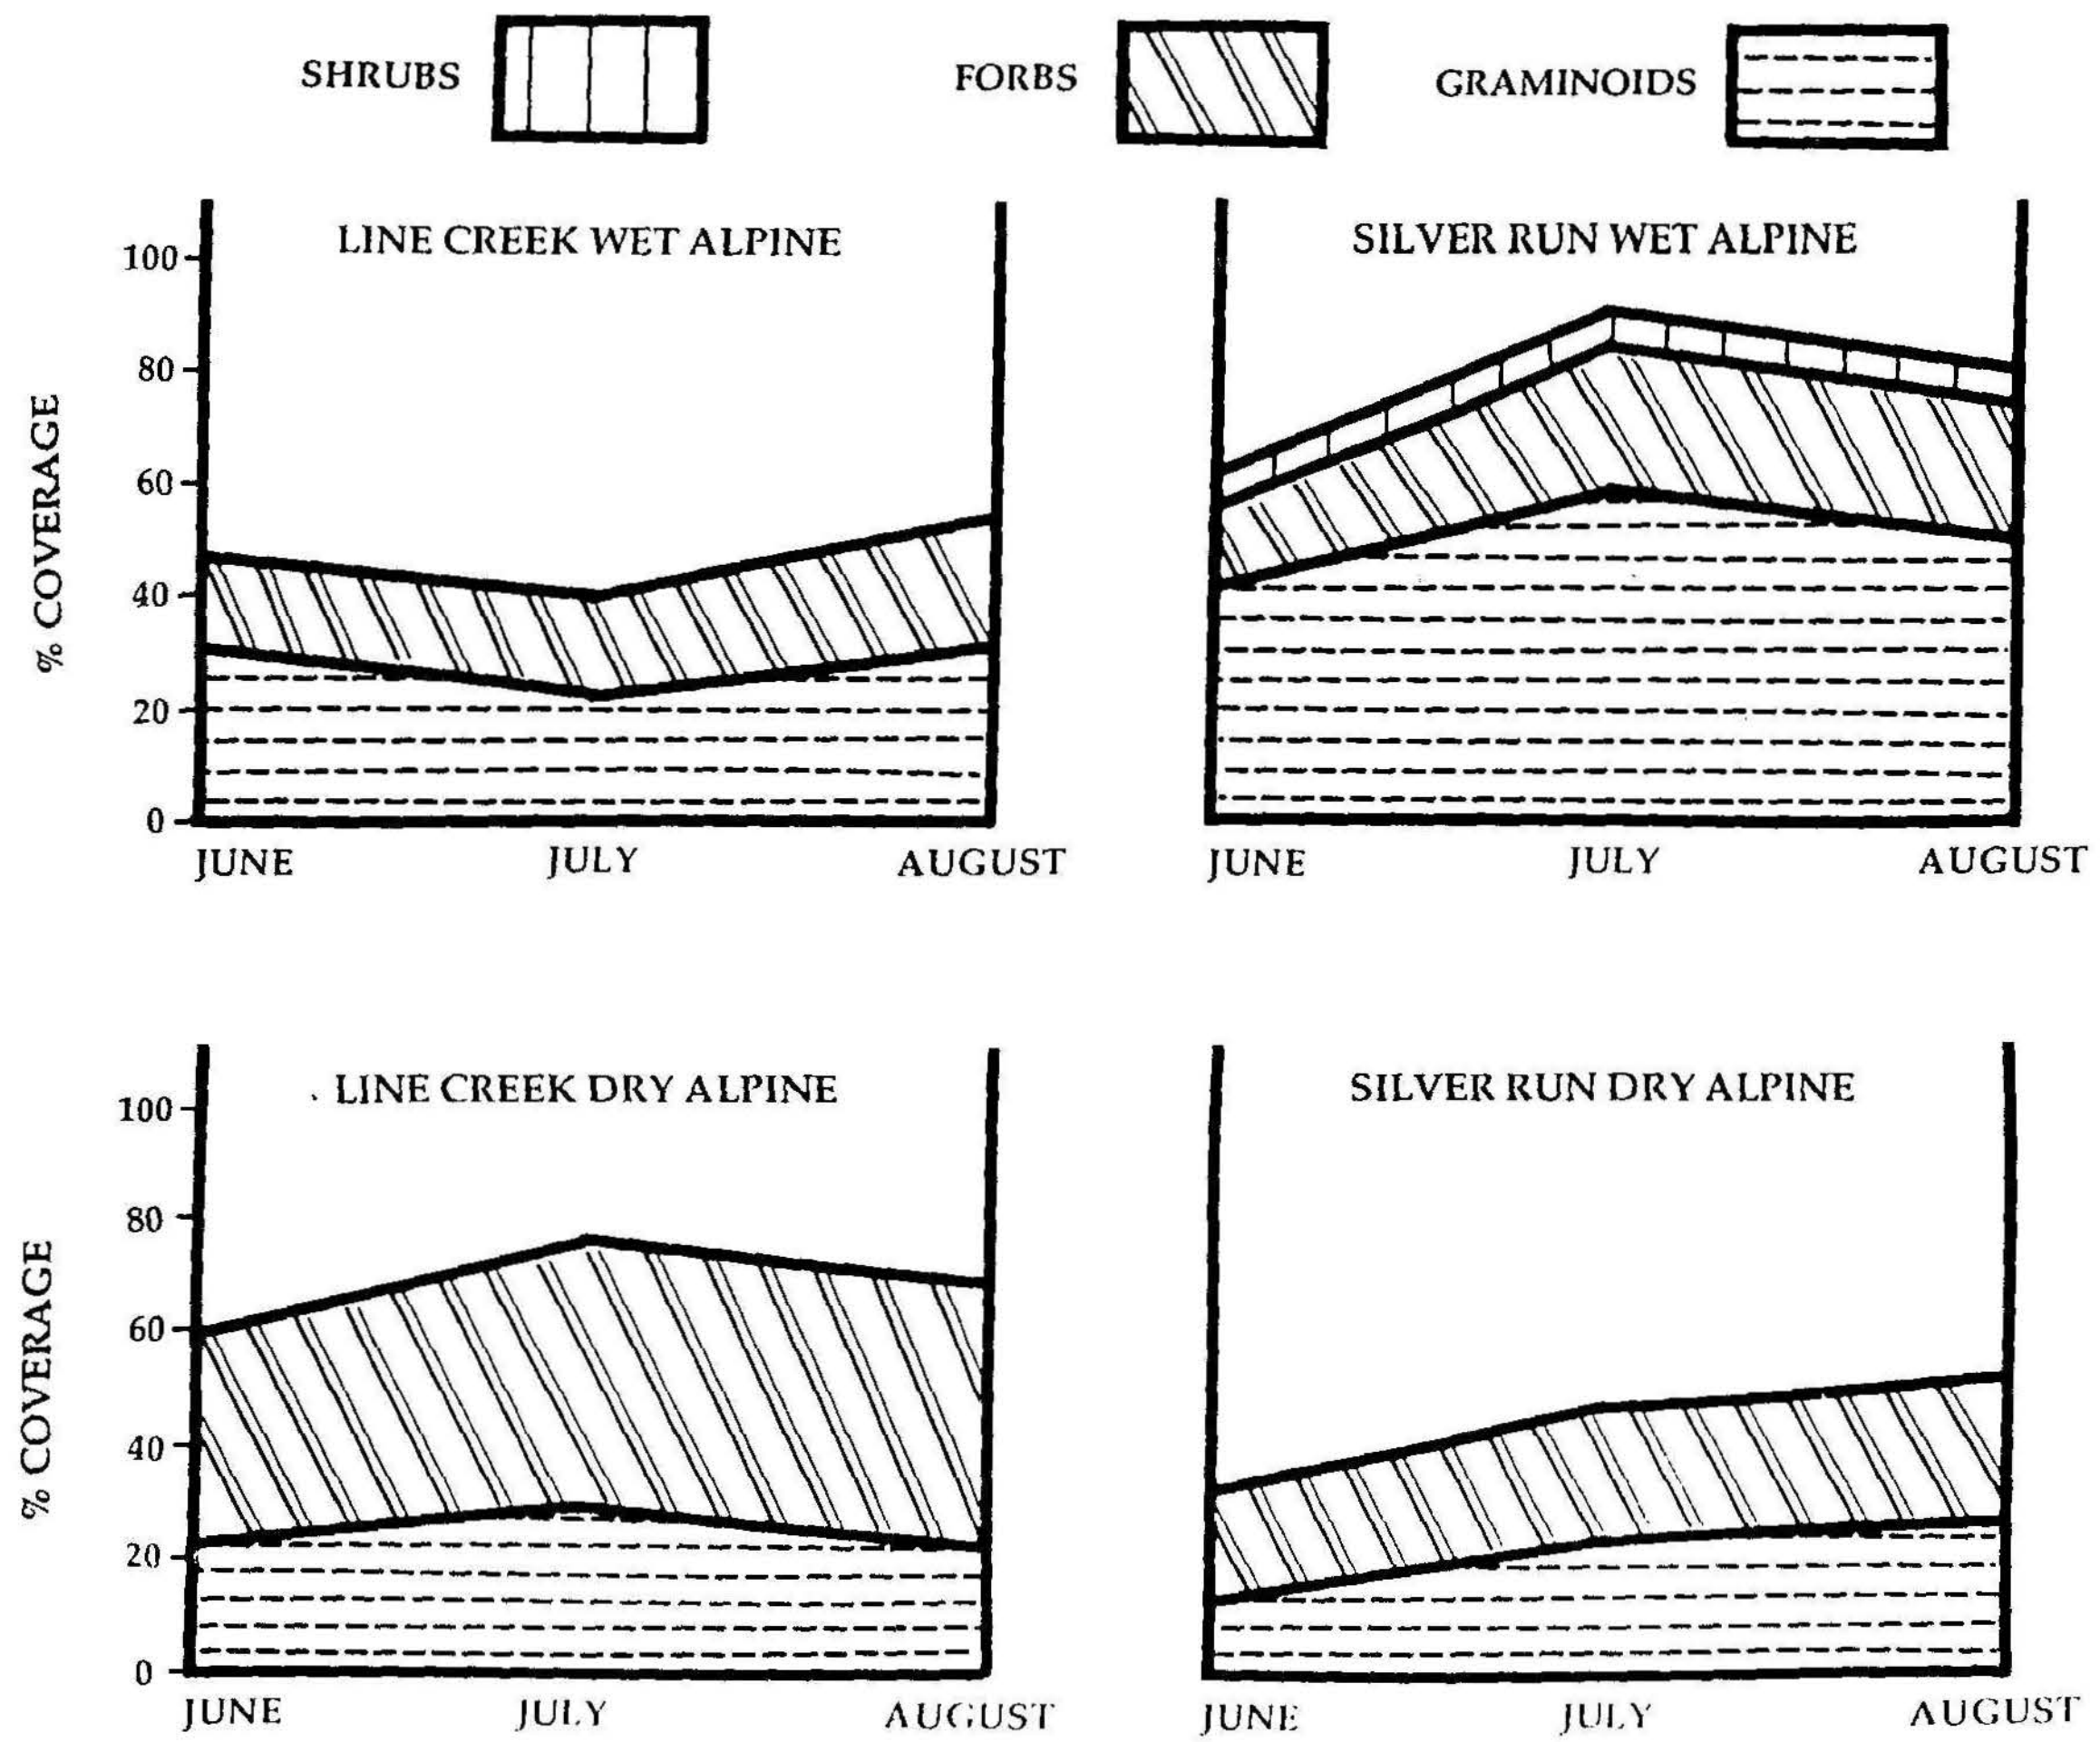 SHRUBS
FORBS
GRAMINOIDS
LINE CREEK WET ALPINE
% COVERAGE
100
80
60
40
20
0
JUNE JULY AUGUST
SILVER RUN WET ALPINE
JUNE JULY AUGUST
LINE CREEK DRY ALPINE
% COVERAGE
100
80
60
40
20
0
JUNE JULY AUGUST
SILVER RUN DRY ALPINE
JUNE JULY AUGUST